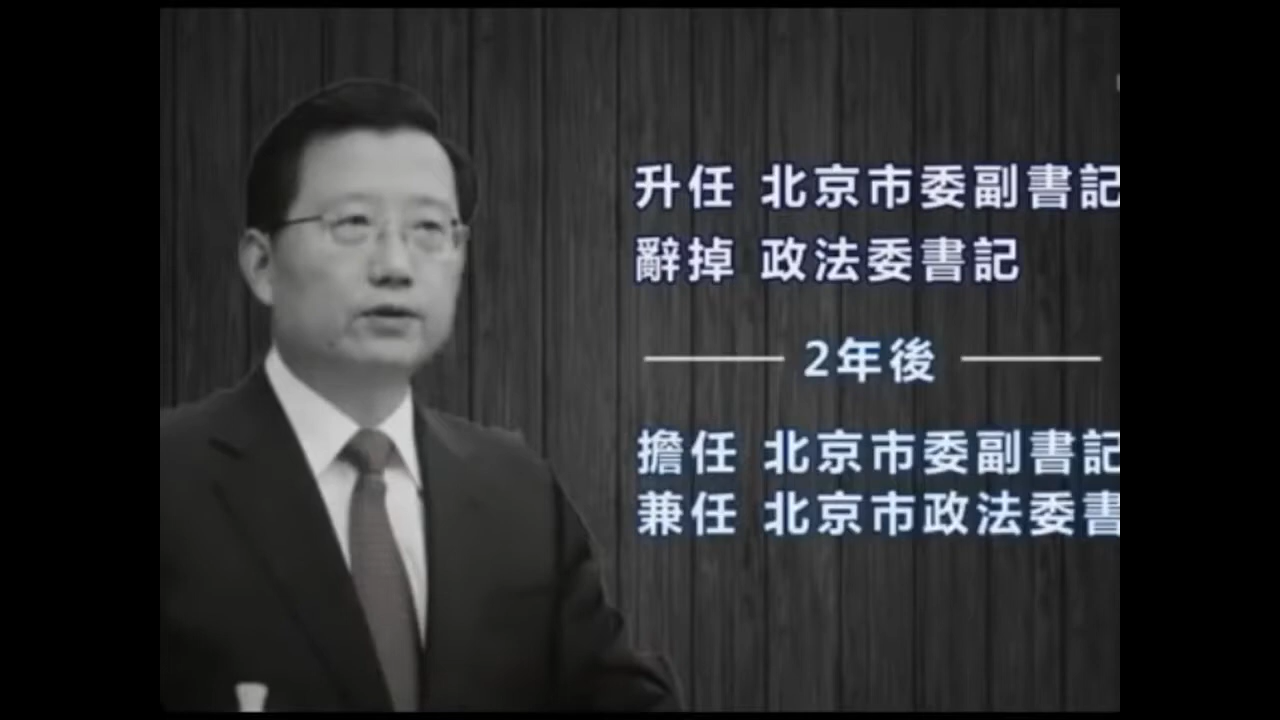 升任 北京市委副書記
辭掉 政法委書記
2年後
擔任 北京市委副書記
兼任 北京市政法委書